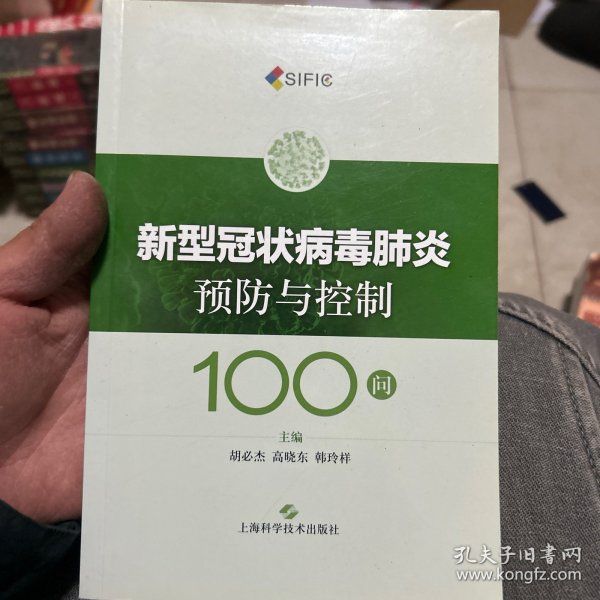 SIFIC
新型冠状病毒肺炎
预防与控制
100问
主编
胡必杰 高晓东 韩玲样
上海科学技术出版社
孔夫子旧书网
www.kongfz.com